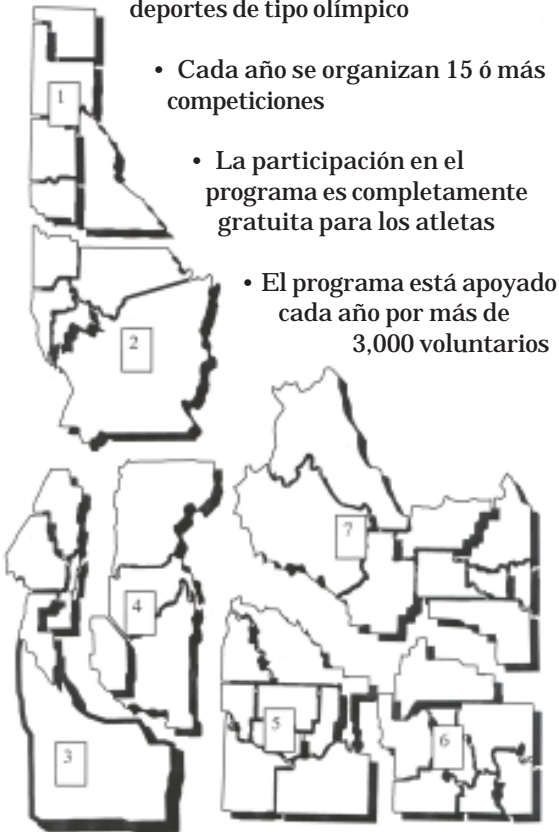 deportes de tipo olímpico
• Cada año se organizan 15 ó más
competiciones
• La participación en el
programa es completamente
gratuita para los atletas
• El programa está apoyado
cada año por más de
3,000 voluntarios
1
2
7
4
5
6
3